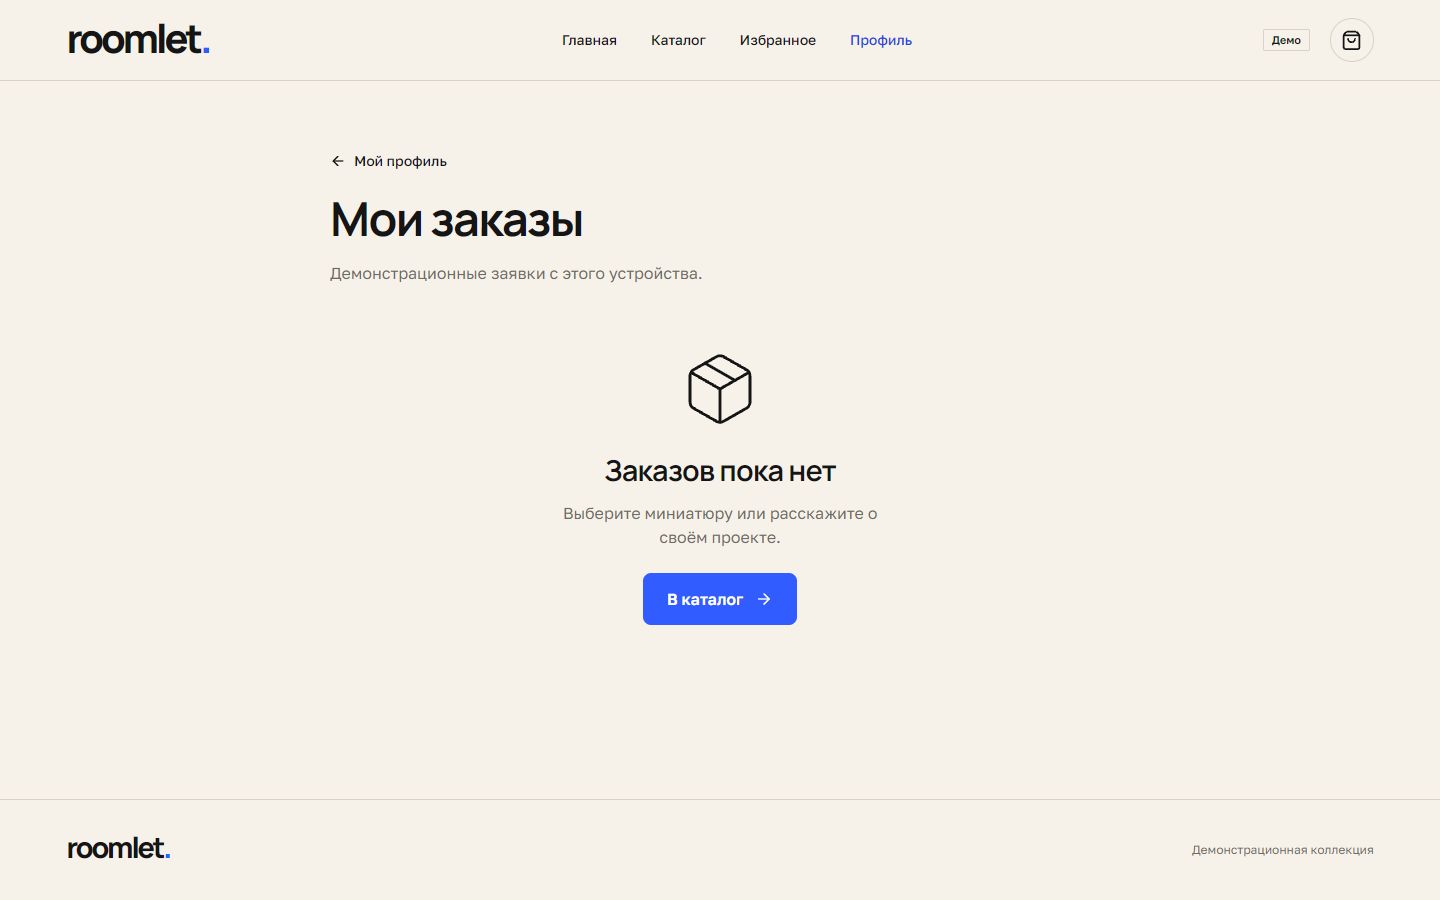 roomlet.
Главная
Каталог
Избранное
Профиль
Демо
Мой профиль
Мои заказы
Демонстрационные заявки с этого устройства.
Заказов пока нет
Выберите миниатюру или расскажите о
своём проекте.
В каталог
roomlet.
Демонстрационная коллекция